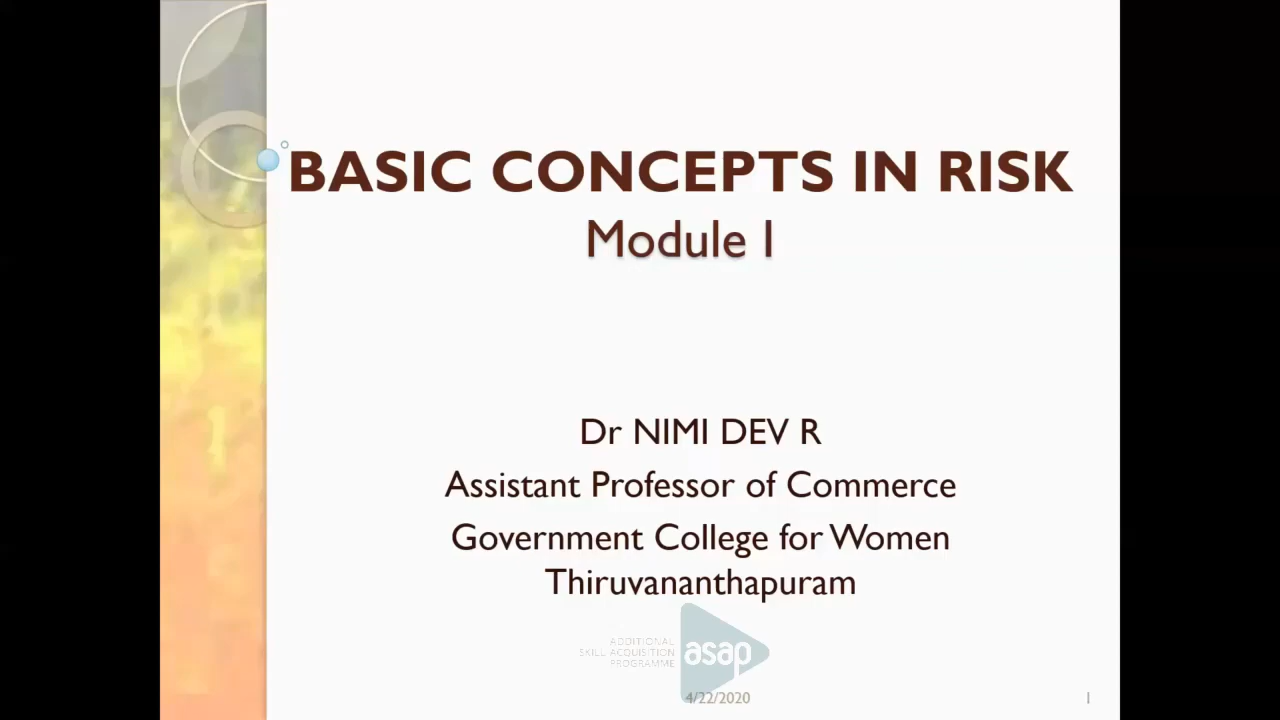 BASIC CONCEPTS IN RISK
Module I
Dr NIMI DEV R
Assistant Professor of Commerce
Government College for Women
Thiruvananthapuram
ADDITIONAL
SKILL ACQUISITION
PROGRAMME
asap
4/22/2020
1